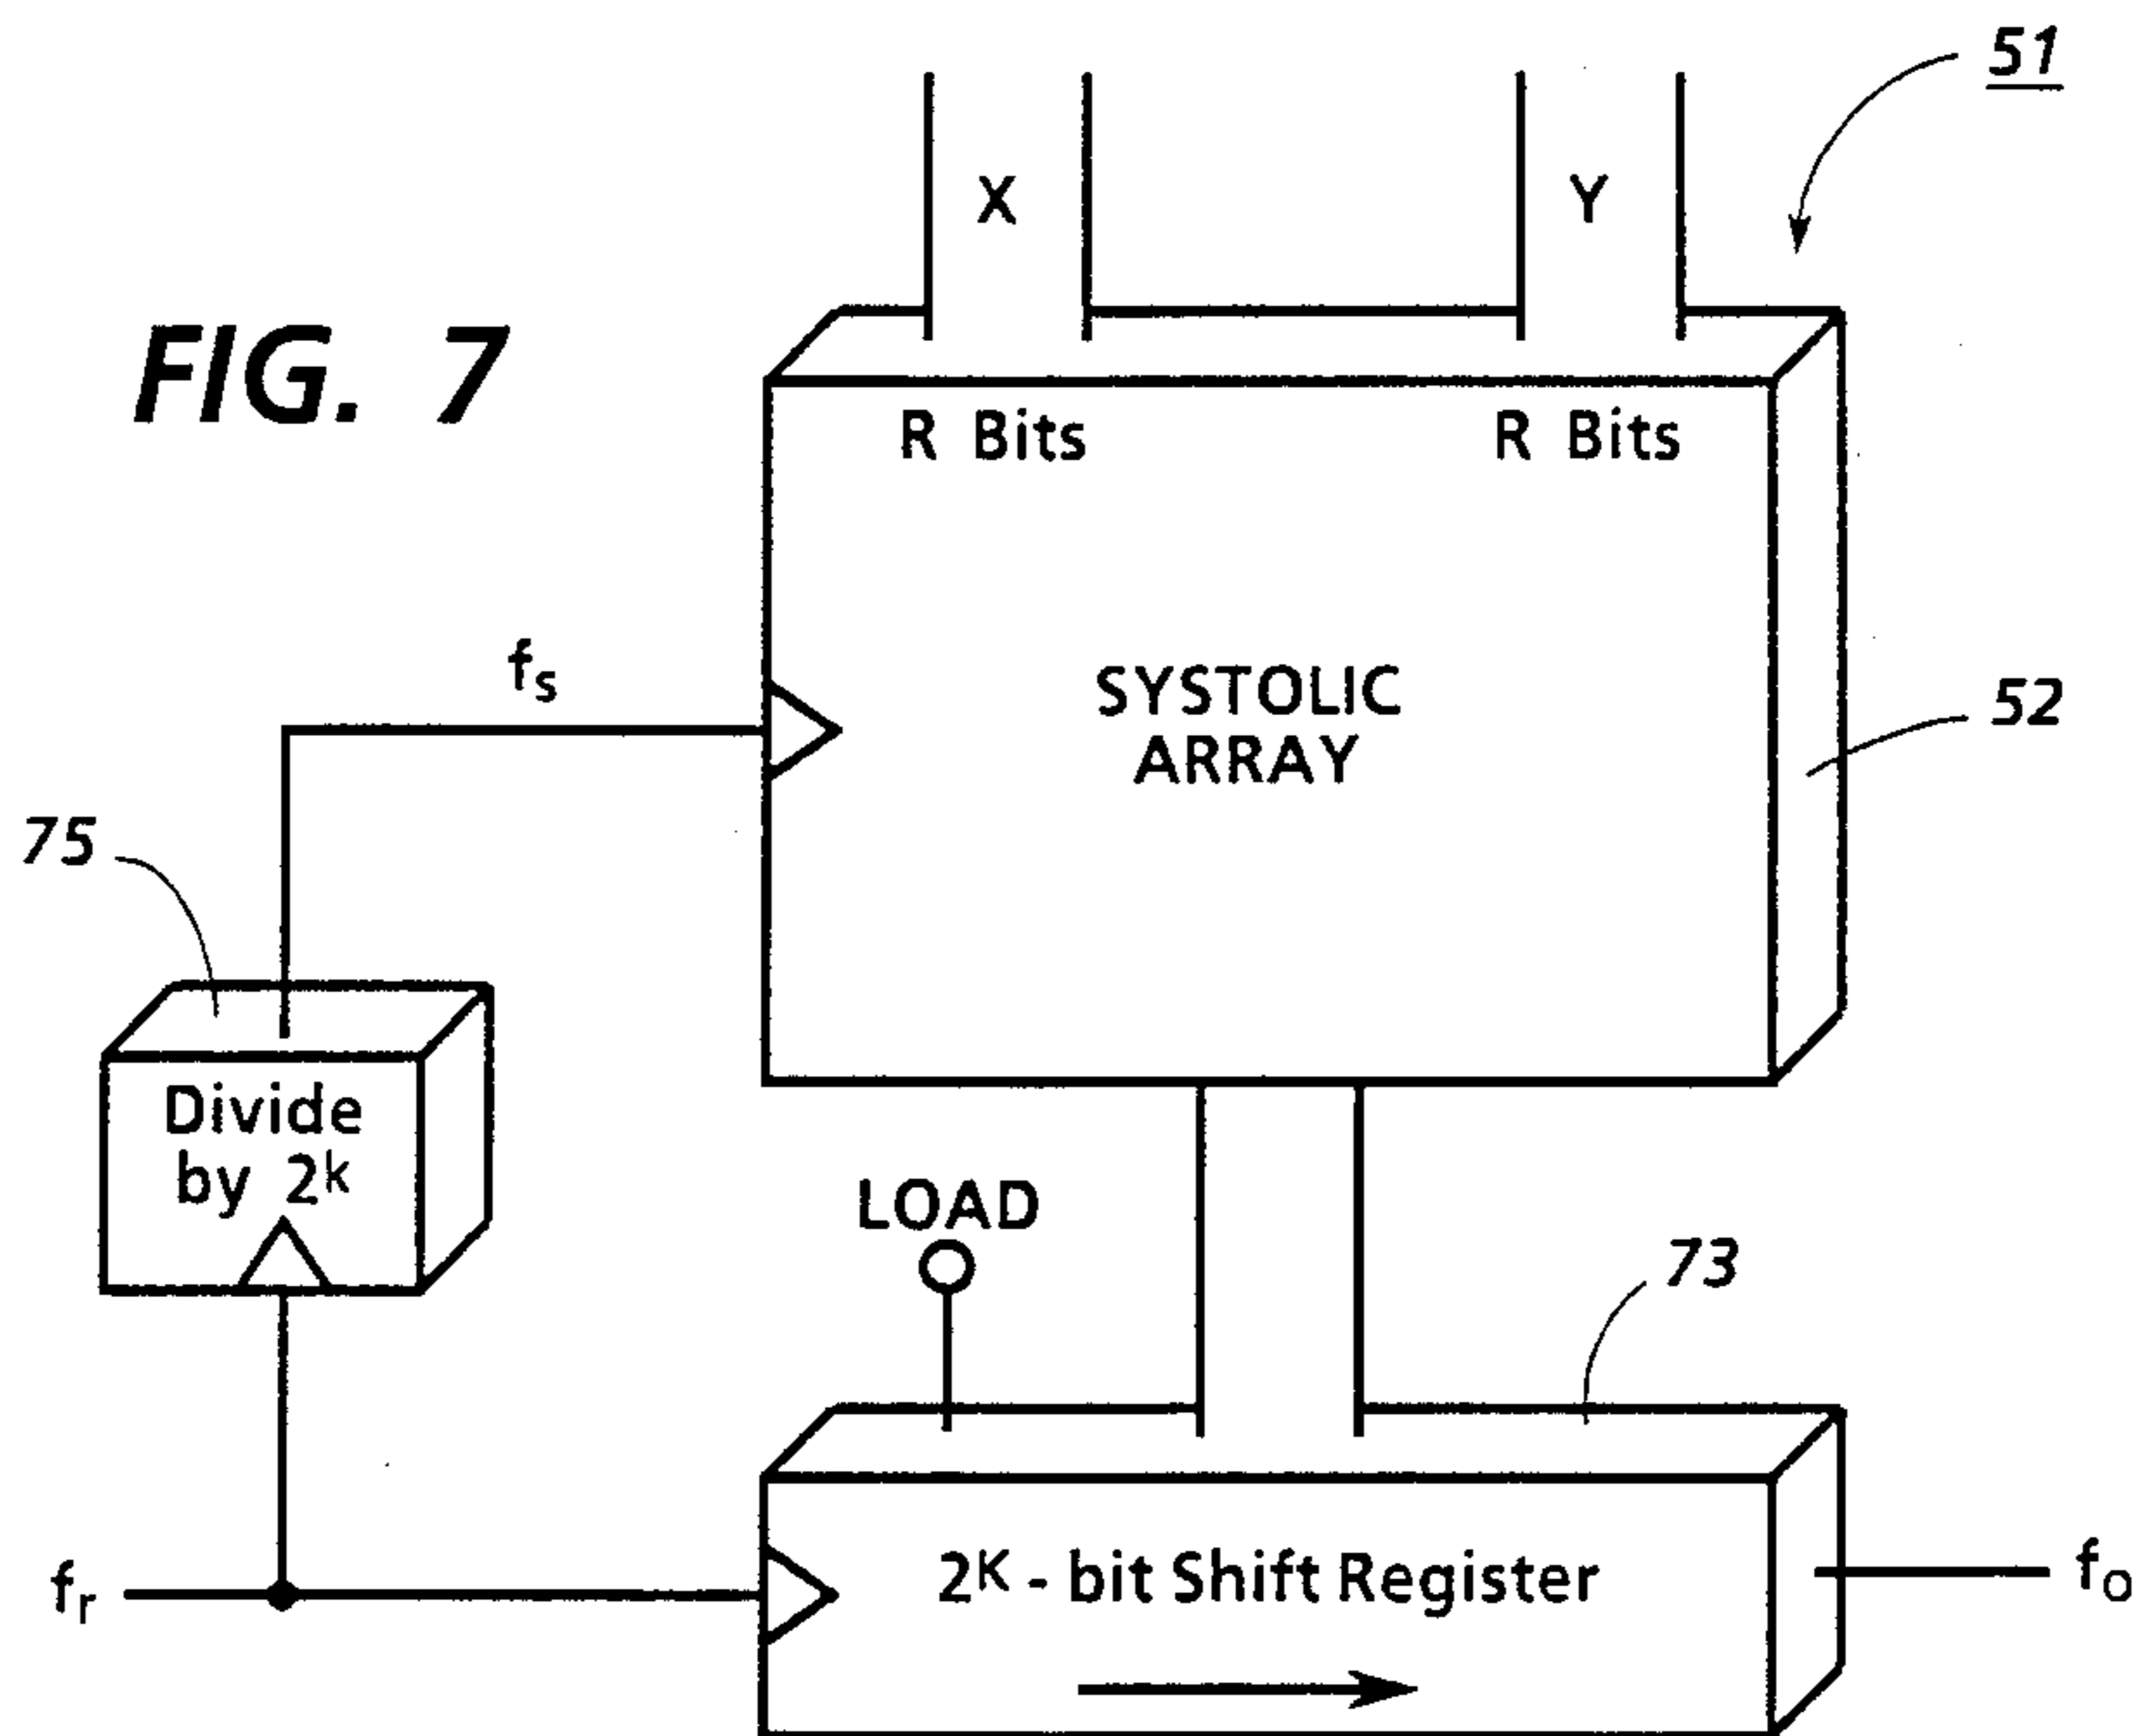 51
X
Y
FIG. 7
R Bits
R Bits
fs
SYSTOLIC
ARRAY
52
75
Divide
by 2ᵏ
LOAD
73
fr
2ᴷ - bit Shift Register
fo